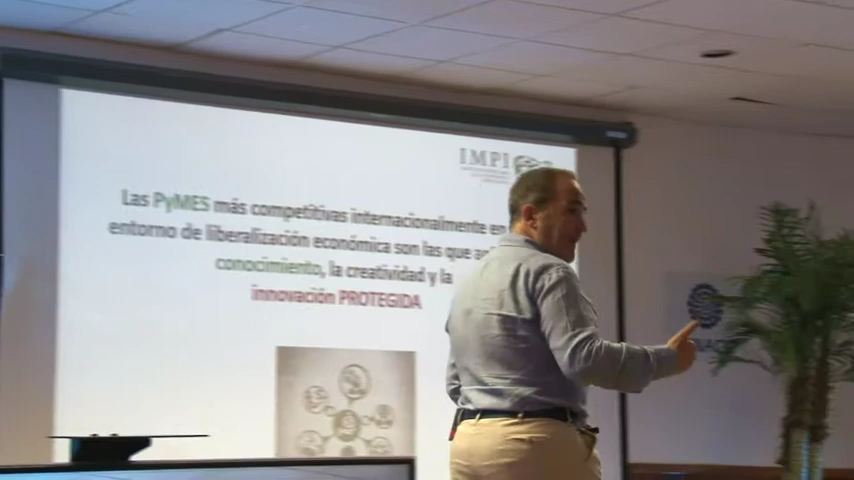 IMPI
Las PyMES más competitivas internacionalmente en
entorno de liberalización económica son las que
conocimiento, la creatividad y la
innovación PROTEGIDA